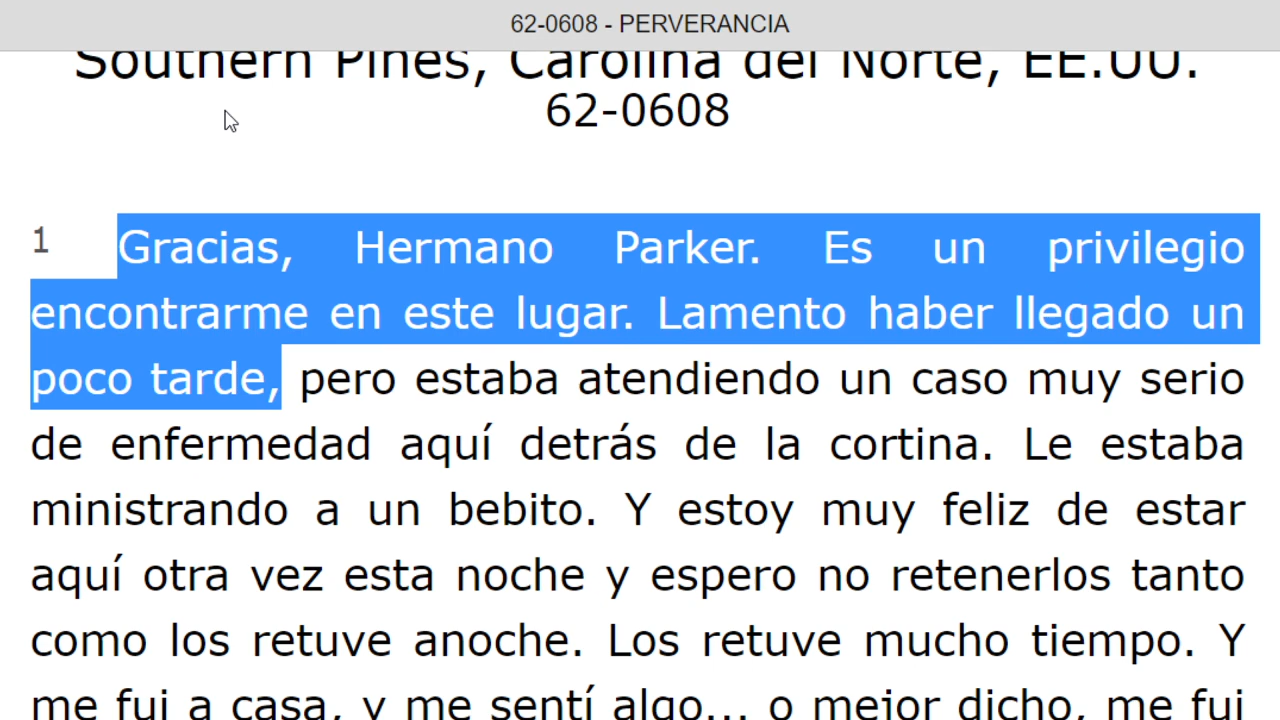 62-0608 - PERVERANCIA
Southern Pines, Carolina del Norte, EE.UU.
62-0608
1 Gracias, Hermano Parker. Es un privilegio
encontrarme en este lugar. Lamento haber llegado un
poco tarde, pero estaba atendiendo un caso muy serio
de enfermedad aquí detrás de la cortina. Le estaba
ministrando a un bebito. Y estoy muy feliz de estar
aquí otra vez esta noche y espero no retenerlos tanto
como los retuve anoche. Los retuve mucho tiempo. Y
me fui a casa, y me sentí algo... o mejor dicho, me fui